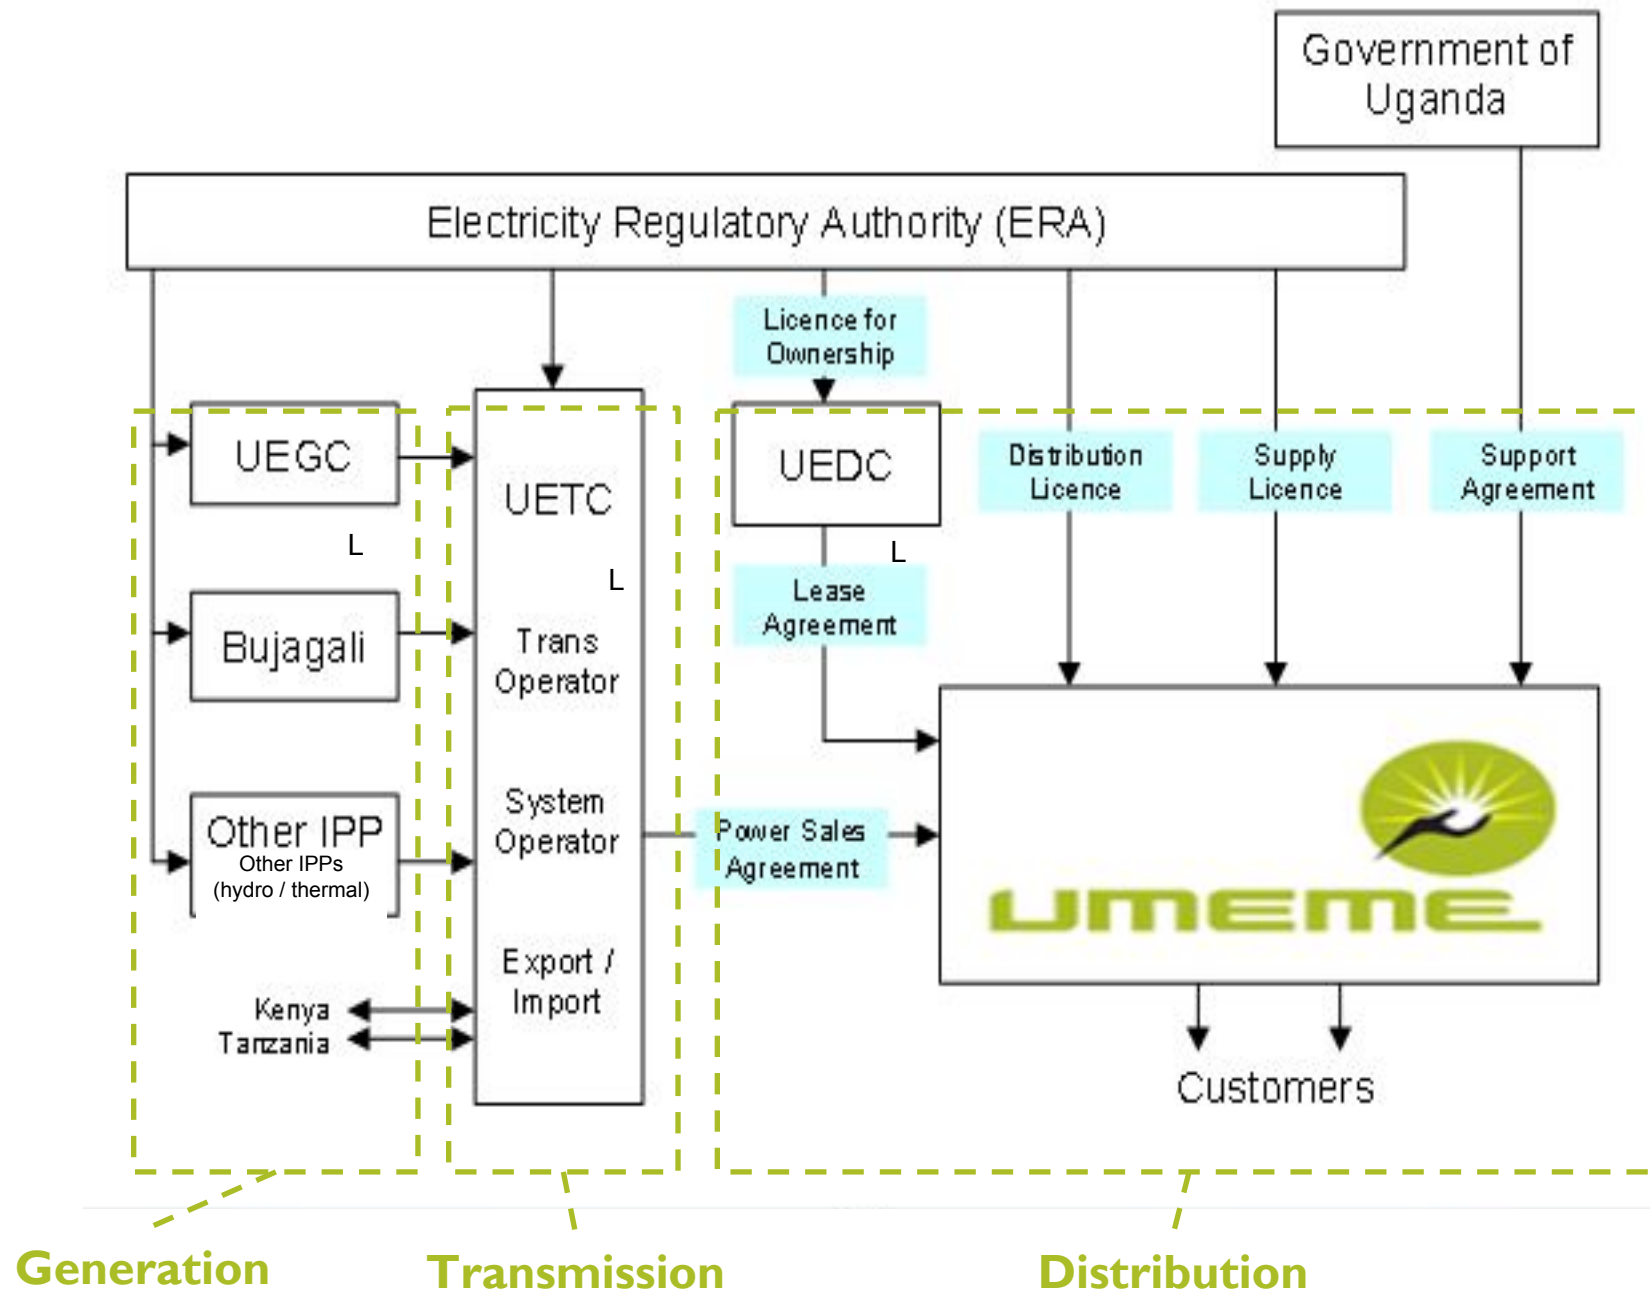 Government of
Uganda
Electricity Regulatory Authority (ERA)
Licence for
Ownership
UEGC
L
Bujagali
Other IPP
Other IPPs
(hydro / thermal)
Kenya
Tanzania
UETC
L
Trans
Operator
System
Operator
Export /
Import
UEDC
L
Lease
Agreement
Distribution
Licence
Supply
Licence
Support
Agreement
Power Sales
Agreement
UMEME
Customers
Generation
Transmission
Distribution